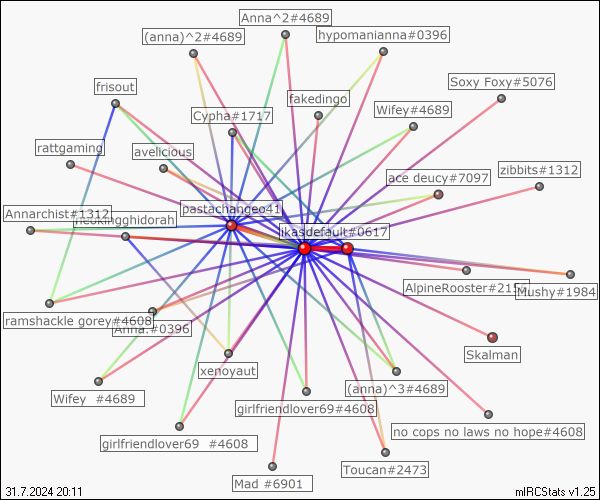 Anna^2#4689
(anna)^2#4689
hypomanianna#0396
Soxy Foxy#5076
frisout
fakedingo
Cypha#1717
Wifey#4689
rattgaming
avelicious
ace deucy#7097
zibbits#1312
Annarchist#1312
pastachangeo41
likasdefault#0617
AlpineRooster#215
Mushy#1984
ramshackle gorey#4608
Anna.#0396
Skalman
xenoyaut
Wifey #4689
(anna)^3#4689
girlfriendlover69#4608
no cops no laws no hope#4608
girlfriendlover69 #4608
Toucan#2473
Mad #6901
31.7.2024 20:11
mIRCStats v1.25